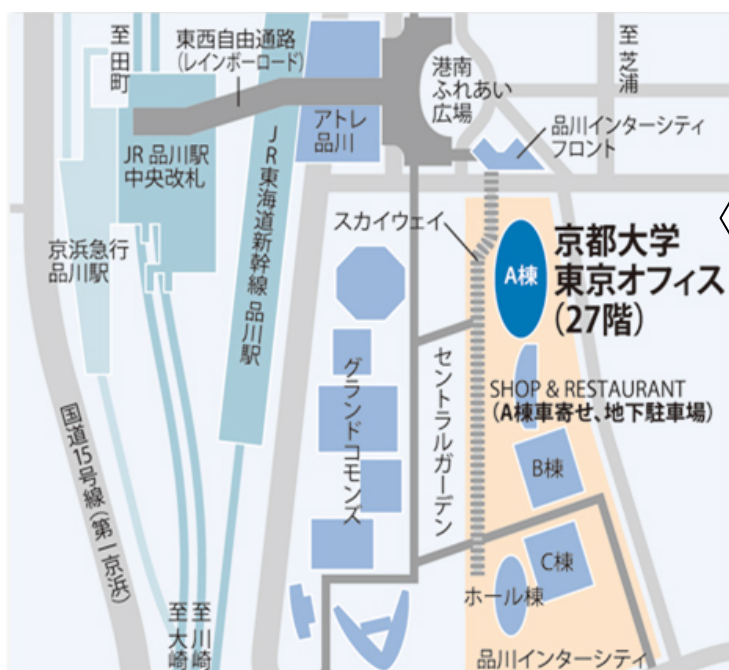 至田町
東西自由通路
(レインボーロード)
港南
ふれあい
広場
至芝浦
アトレ
品川
品川インターシティ
フロント
JR 品川駅
中央改札
JR東海道新幹線 品川駅
スカイウェイ
京浜急行
品川駅
A棟
京都大学
東京オフィス
(27階)
グランドコモンズ
セントラルガーデン
SHOP & RESTAURANT
(A棟車寄せ、地下駐車場)
B棟
国道15号線(第一京浜)
C棟
ホール棟
至大崎
至川崎
品川インターシティ